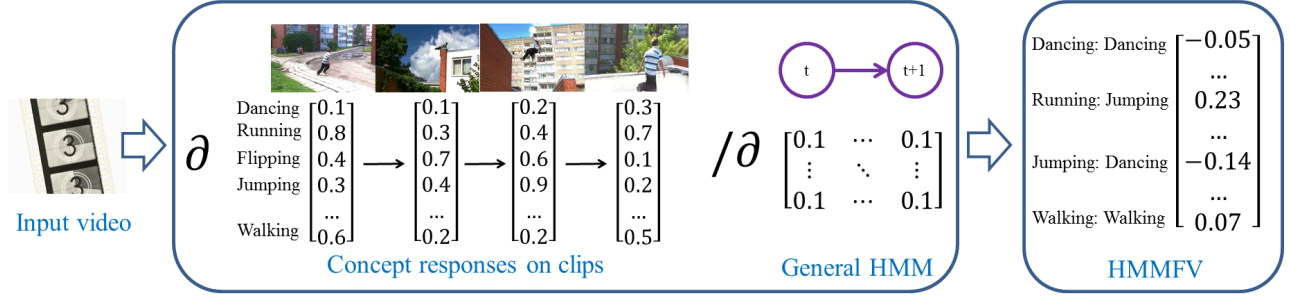 3
3
3
Input video
∂
Dancing [0.1 0.1 0.2 0.3
Running 0.8 0.3 0.4 0.7
Flipping 0.4 → 0.7 → 0.6 → 0.1
Jumping 0.3 0.4 0.9 0.2
... ... ... ...
Walking 0.6] 0.2 0.2 0.5
Concept responses on clips
/∂
t → t+1
0.1 ⋯ 0.1
⋮ ⋱ ⋮
0.1 ⋯ 0.1
General HMM
Dancing: Dancing −0.05
...
Running: Jumping 0.23
...
Jumping: Dancing −0.14
...
Walking: Walking 0.07
HMMFV